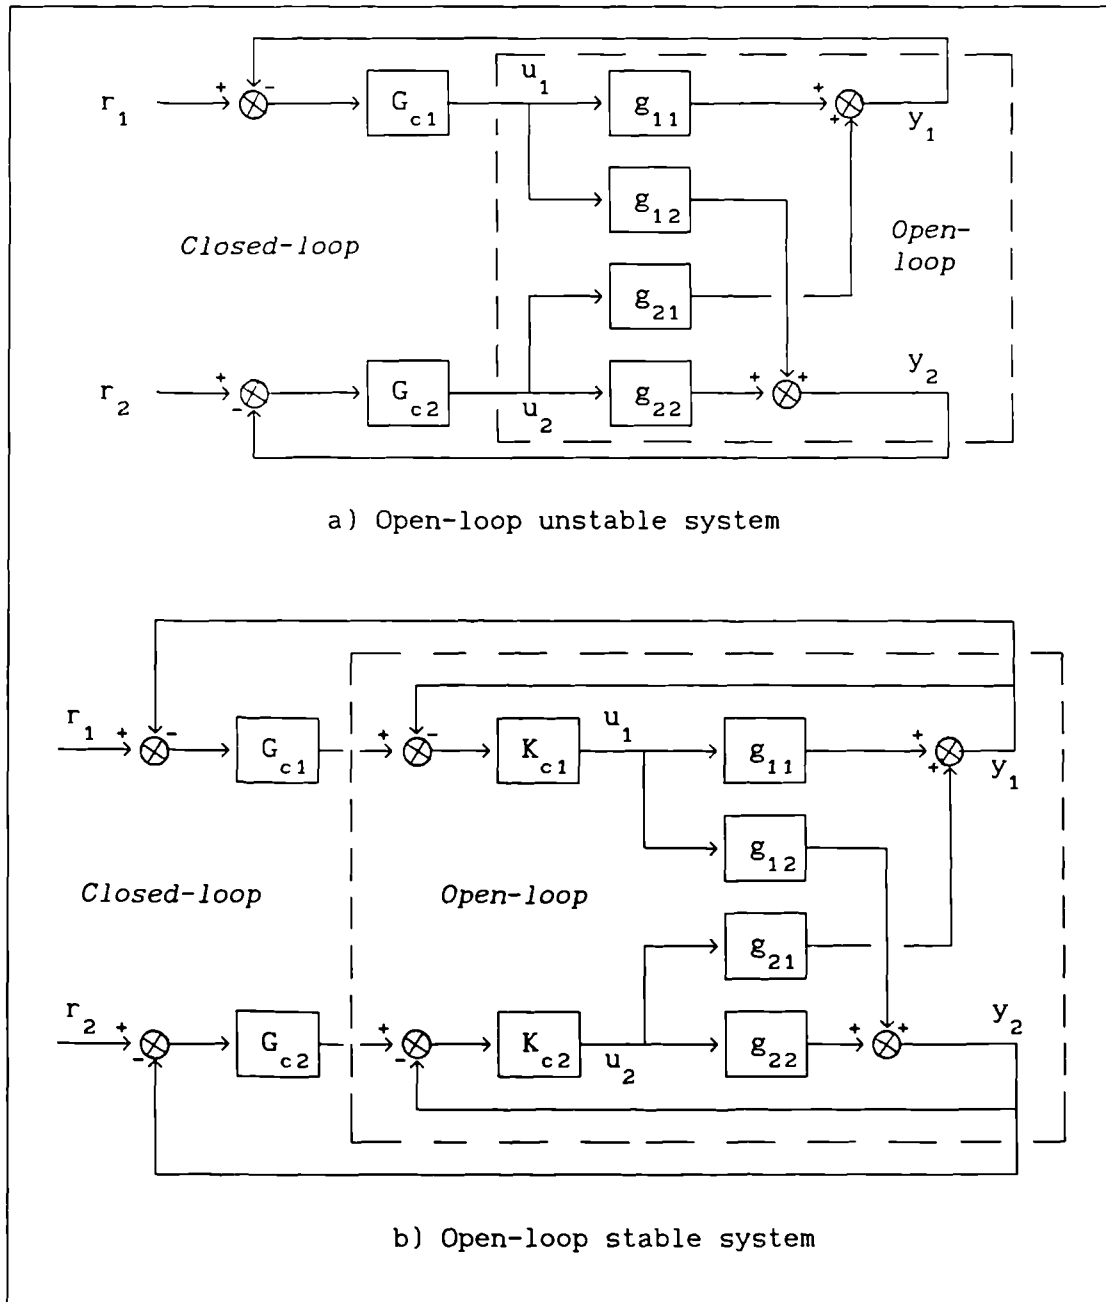 r1
+
-
Gc1
u1
g11
+
+
y1
g12
Closed-loop
Open-
loop
g21
r2
+
-
Gc2
u2
g22
+
+
y2
a) Open-loop unstable system
r1
+
-
Gc1
+
-
Kc1
u1
g11
+
+
y1
g12
Closed-loop
Open-loop
g21
r2
+
-
Gc2
+
-
Kc2
u2
g22
+
+
y2
b) Open-loop stable system